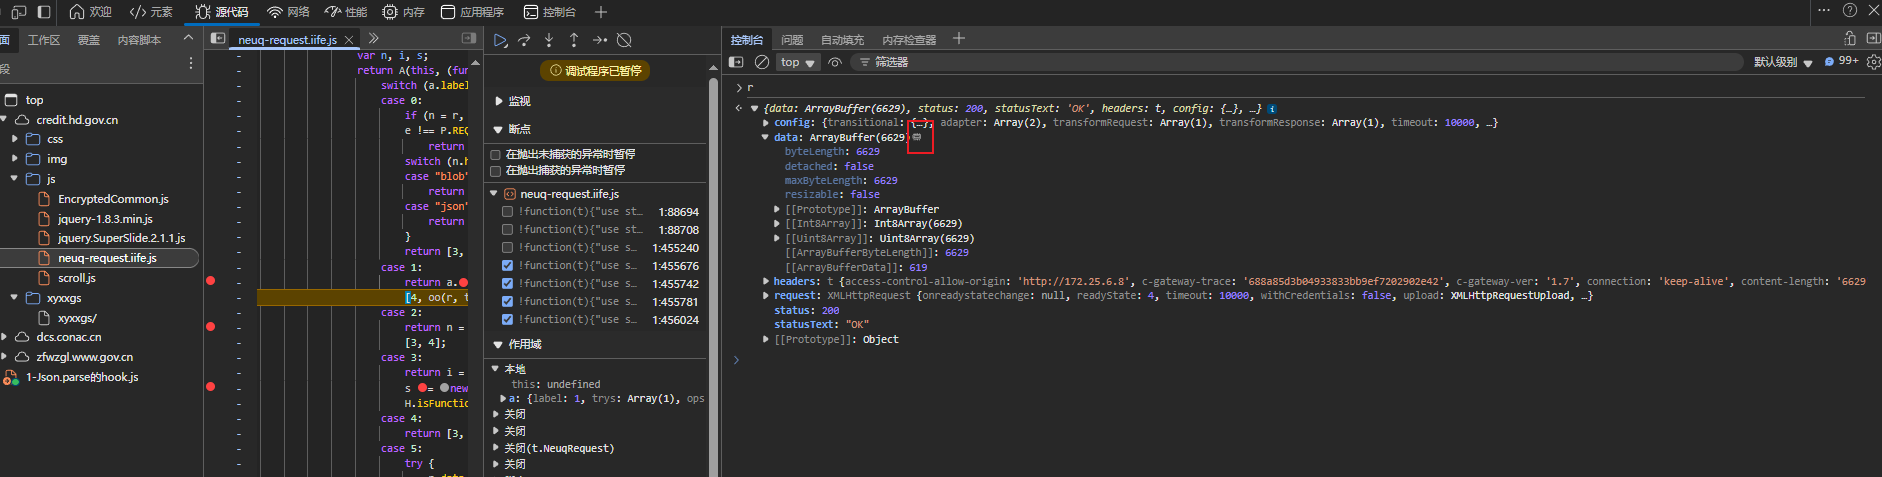 欢迎 元素 源代码 网络 性能 内存 应用程序 控制台
面 工作区 覆盖 内容脚本
段
top
credit.hd.gov.cn
css
img
js
EncryptedCommon.js
jquery-1.8.3.min.js
jquery.SuperSlide.2.1.1.js
neuq-request.iife.js
scroll.js
xyxxgs
xyxxgs/
dcs.conac.cn
zfwzgl.www.gov.cn
1-Json.parse的hook.js
neuq-request.iife.js
var n, i, s;
return A(this, (fun
switch (a.label
case 0:
if (n = r,
e !== P.REQ
return
switch (n.h
case "blob"
return
case "json"
return
}
return [3,
case 1:
return a.
[4, oo(r, t
case 2:
return n =
[3, 4];
case 3:
return i =
s = new
H.isFunctio
case 4:
return [3,
case 5:
try {
调试程序已暂停
监视
断点
在抛出未捕获的异常时暂停
在抛出捕获的异常时暂停
neuq-request.iife.js
!function(t){"use st… 1:88694
!function(t){"use st… 1:88708
!function(t){"use s… 1:455240
!function(t){"use s… 1:455676
!function(t){"use s… 1:455742
!function(t){"use s… 1:455781
!function(t){"use s… 1:456024
作用域
本地
this: undefined
a: {label: 1, trys: Array(1), ops
关闭
关闭
关闭(t.NeuqRequest)
关闭
控制台 问题 自动填充 内存检查器
top 筛选器 默认级别 99+
r
{data: ArrayBuffer(6629), status: 200, statusText: 'OK', headers: t, config: {…}, …}
config: {transitional: {…}, adapter: Array(2), transformRequest: Array(1), transformResponse: Array(1), timeout: 10000, …}
data: ArrayBuffer(6629)
byteLength: 6629
detached: false
maxByteLength: 6629
resizable: false
[[Prototype]]: ArrayBuffer
[[Int8Array]]: Int8Array(6629)
[[Uint8Array]]: Uint8Array(6629)
[[ArrayBufferByteLength]]: 6629
[[ArrayBufferData]]: 619
headers: t {access-control-allow-origin: 'http://172.25.6.8', c-gateway-trace: '688a85d3b04933833bb9ef7202902e42', c-gateway-ver: '1.7', connection: 'keep-alive', content-length: '6629
request: XMLHttpRequest {onreadystatechange: null, readyState: 4, timeout: 10000, withCredentials: false, upload: XMLHttpRequestUpload, …}
status: 200
statusText: "OK"
[[Prototype]]: Object